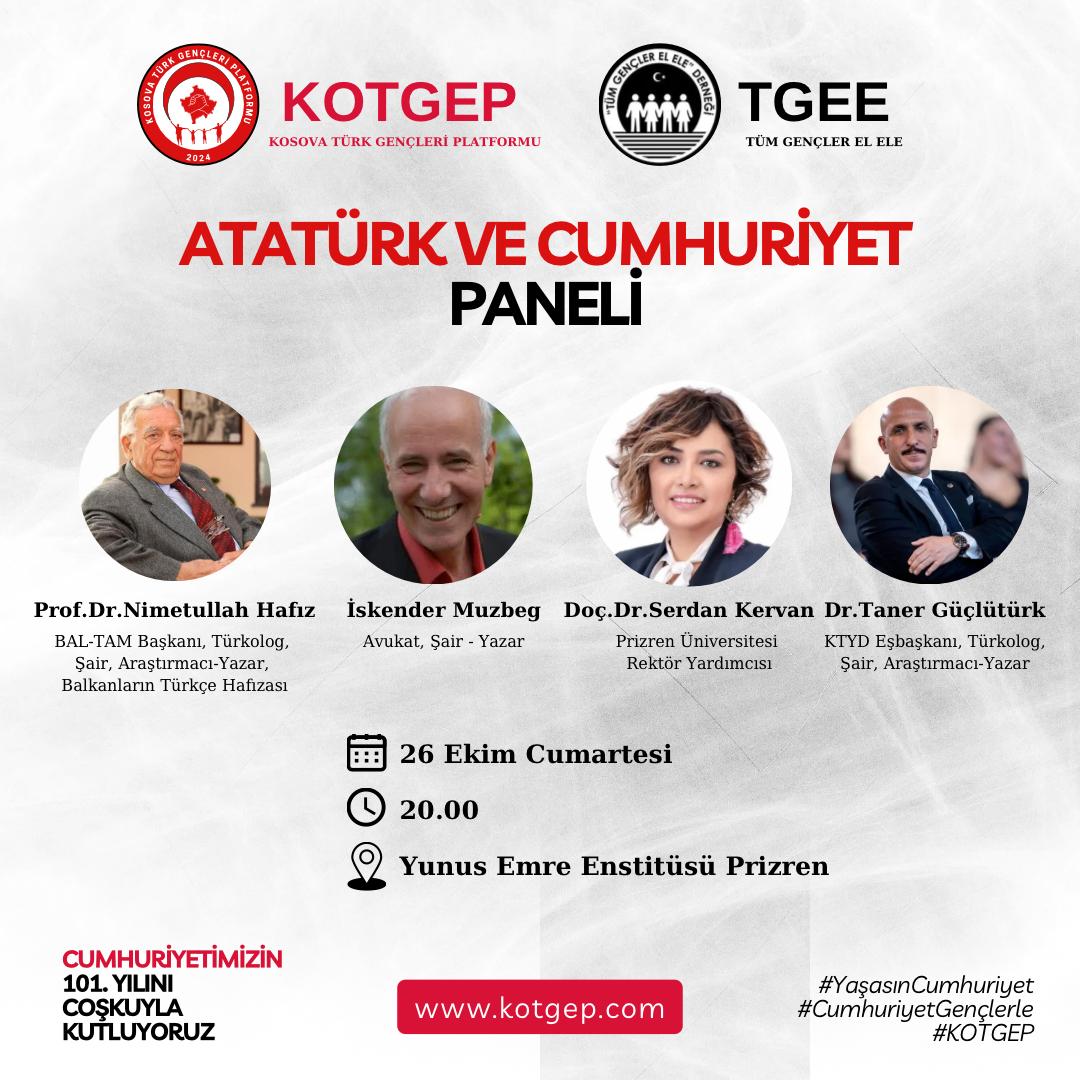 KOSOVA TÜRK GENÇLERİ PLATFORMU
2024
KOTGEP
KOSOVA TÜRK GENÇLERİ PLATFORMU
"TÜM GENÇLER EL ELE" DERNEĞİ
TGEE
TÜM GENÇLER EL ELE
ATATÜRK VE CUMHURİYET
PANELİ
Prof.Dr.Nimetullah Hafız
BAL-TAM Başkanı, Türkolog,
Şair, Araştırmacı-Yazar,
Balkanların Türkçe Hafızası
İskender Muzbeg
Avukat, Şair - Yazar
Doç.Dr.Serdan Kervan
Prizren Üniversitesi
Rektör Yardımcısı
Dr.Taner Güçlütürk
KTYD Eşbaşkanı, Türkolog,
Şair, Araştırmacı-Yazar
26 Ekim Cumartesi
20.00
Yunus Emre Enstitüsü Prizren
CUMHURİYETİMİZİN
101. YILINI
COŞKUYLA
KUTLUYORUZ
www.kotgep.com
#YaşasınCumhuriyet
#CumhuriyetGençlerle
#KOTGEP